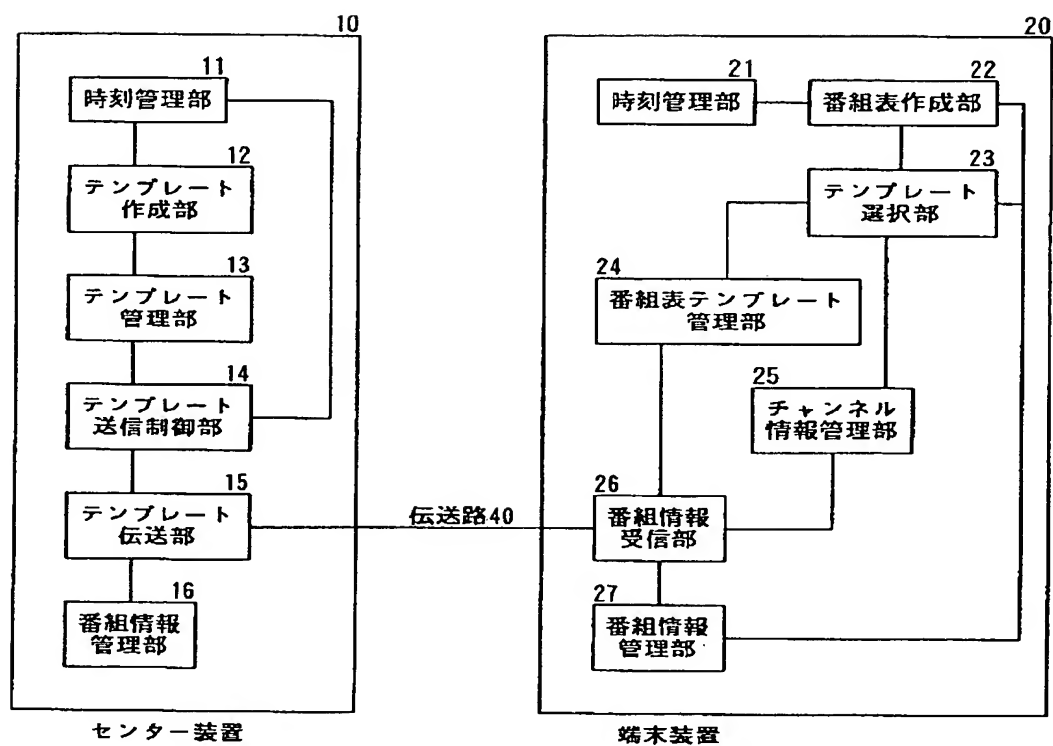 10
11
時刻管理部
12
テンプレート
作成部
13
テンプレート
管理部
14
テンプレート
送信制御部
15
テンプレート
伝送部
16
番組情報
管理部
センター装置
伝送路40
20
21
時刻管理部
22
番組表作成部
23
テンプレート
選択部
24
番組表テンプレート
管理部
25
チャンネル
情報管理部
26
番組情報
受信部
27
番組情報
管理部
端末装置